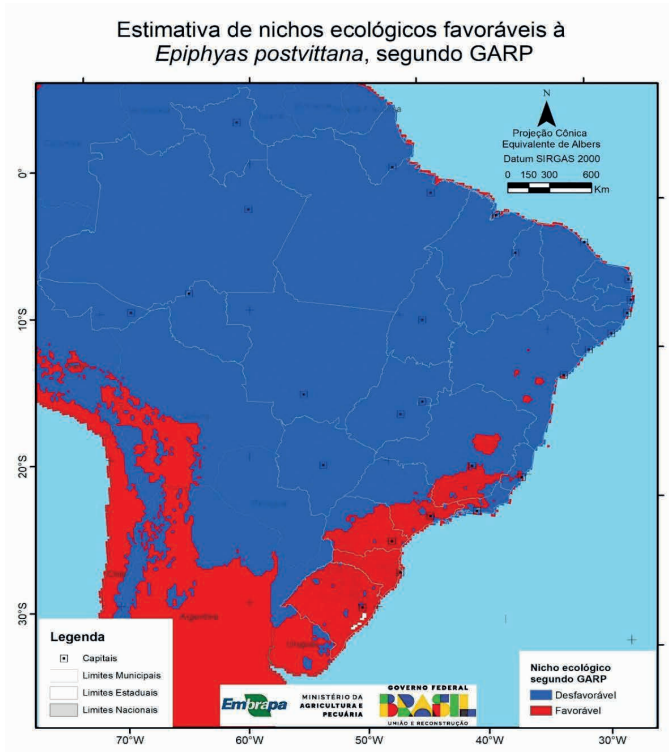 Estimativa de nichos ecológicos favoráveis à
Epiphyas postvittana, segundo GARP
N
Projeção Cônica
Equivalente de Albers
Datum SIRGAS 2000
0 150 300 600
Km
0°
10°S
20°S
30°S
Argentina
Uruguai
Legenda
Capitais
Limites Municipais
Limites Estaduais
Limites Nacionais
Embrapa
MINISTÉRIO DA
AGRICULTURA E
PECUÁRIA
GOVERNO FEDERAL
BRASIL
UNIÃO E RECONSTRUÇÃO
Nicho ecológico
segundo GARP
Desfavorável
Favorável
70°W 60°W 50°W 40°W 30°W